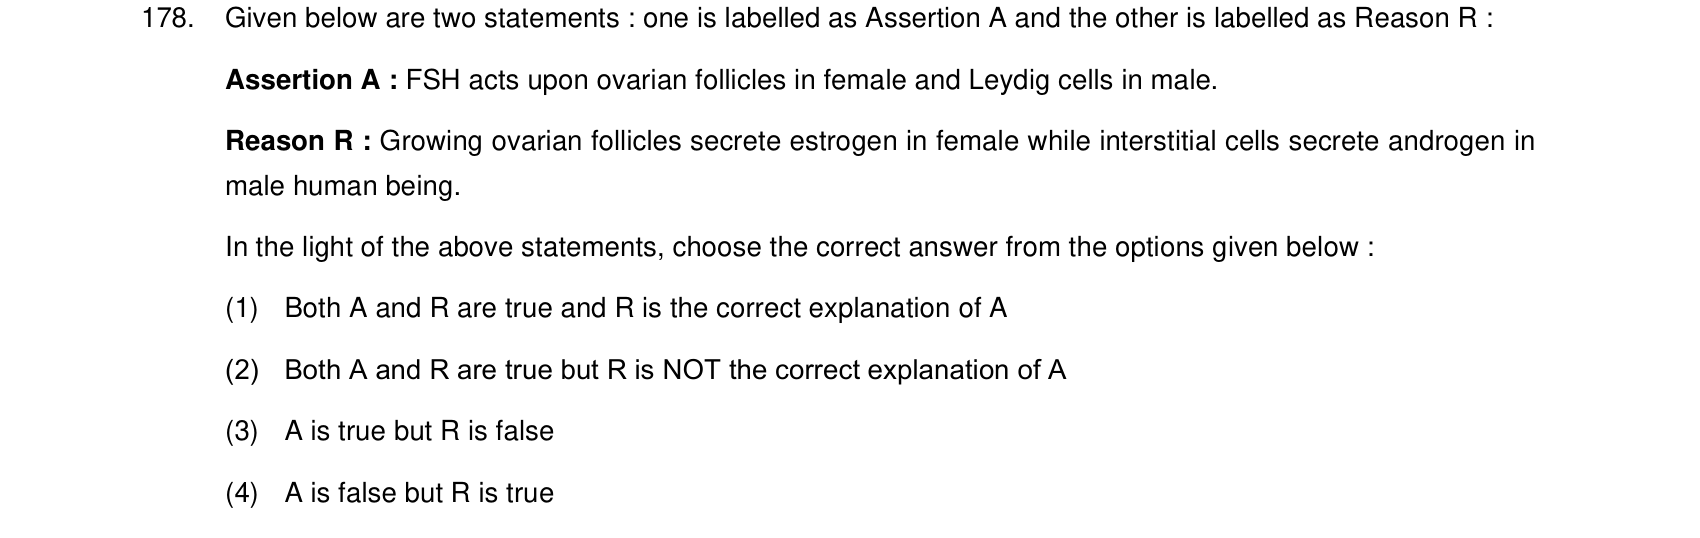 178. Given below are two statements : one is labelled as Assertion A and the other is labelled as Reason R :
Assertion A : FSH acts upon ovarian follicles in female and Leydig cells in male.
Reason R : Growing ovarian follicles secrete estrogen in female while interstitial cells secrete androgen in
male human being.
In the light of the above statements, choose the correct answer from the options given below :
(1) Both A and R are true and R is the correct explanation of A
(2) Both A and R are true but R is NOT the correct explanation of A
(3) A is true but R is false
(4) A is false but R is true